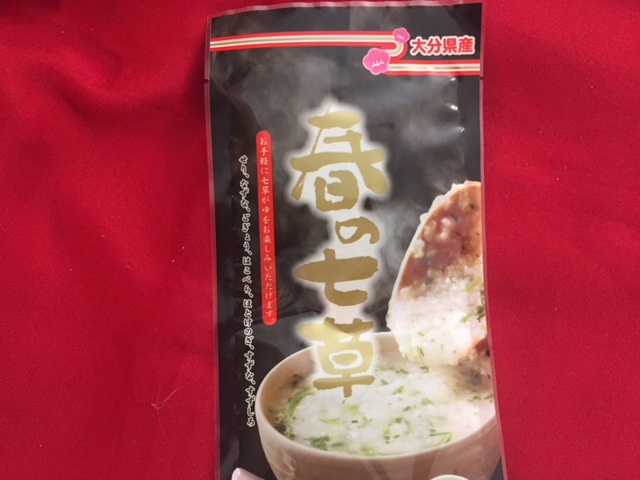 大分県産
春の七草
お手軽に七草がゆをお楽しみいただけます。
せり、なずな、ごぎょう、はこべら、ほとけのざ、すずな、すずしろ